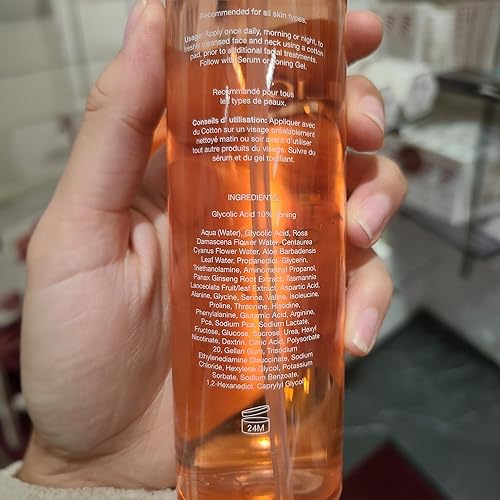 Recommended for all skin types.
Usage: Apply once daily, morning or night, to
freshly cleansed face and neck using a cotton
pad, prior to additional facial treatments.
Follow with Serum or Toning Gel.
Recommandé pour tous
les types de peaux.
Conseils d'utilisation: Appliquer avec
du Cotton sur un visage préalablement
nettoyé matin ou soir avant d'utiliser
tout autre produits du visage. Suivre du
sérum et du gel tonifiant.
INGREDIENTS:
Glycolic Acid 10% Toning
Aqua (Water), Glycolic Acid, Rosa
Damascena Flower Water, Centaurea
Cyanus Flower Water, Aloe Barbadensis
Leaf Water, Propanediol, Glycerin,
Triethanolamine, Aminomethyl Propanol,
Panax Ginseng Root Extract, Tasmannia
Lanceolata Fruit/leaf Extract, Aspartic Acid,
Alanine, Glycine, Serine, Valine, Isoleucine,
Proline, Threonine, Histidine,
Phenylalanine, Glutamic Acid, Arginine,
Pca, Sodium Pca, Sodium Lactate,
Fructose, Glucose, Sucrose, Urea, Hexyl
Nicotinate, Dextrin, Citric Acid, Polysorbate
20, Gellan Gum, Trisodium
Ethylenediamine Disuccinate, Sodium
Chloride, Hexylene Glycol, Potassium
Sorbate, Sodium Benzoate,
1,2-Hexanediol, Caprylyl Glycol
24M